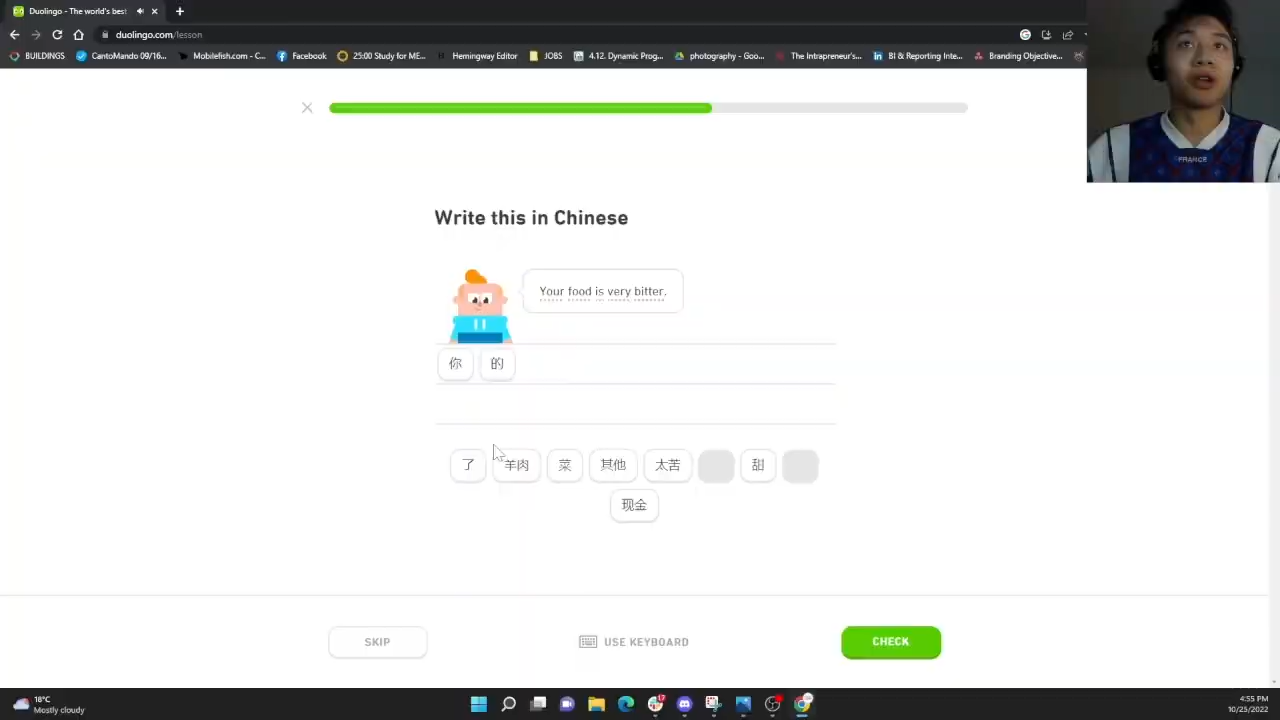 Duolingo - The world's best
duolingo.com/lesson
BUILDINGS CantoMando 09/16... Mobilefish.com - C... Facebook 25:00 Study for ME... Hemingway Editor JOBS 4.12. Dynamic Prog... photography - Goo... The Intrapreneur's... BI & Reporting Inte... Branding Objective...
FRANCE
Write this in Chinese
Your food is very bitter.
你 的
了 羊肉 菜 其他 太苦 甜
现金
SKIP USE KEYBOARD CHECK
18°C
Mostly cloudy
17
4:55 PM
10/25/2022